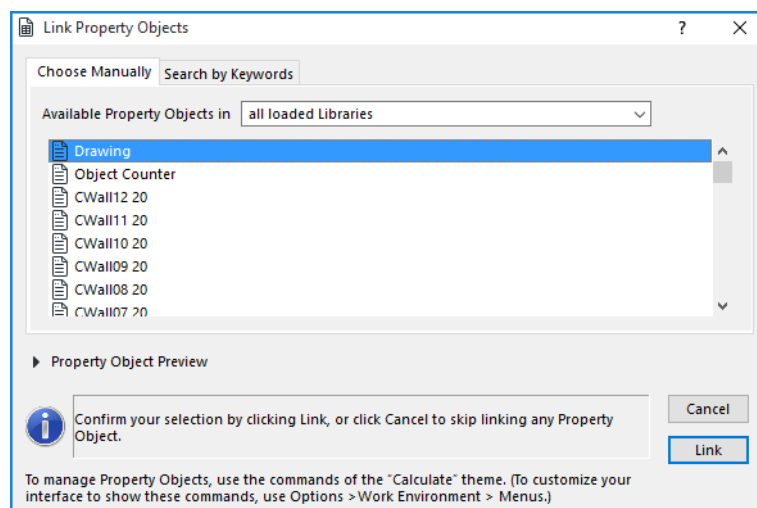 Link Property Objects
?
Choose Manually
Search by Keywords
Available Property Objects in
all loaded Libraries
Drawing
Object Counter
CWall12 20
CWall11 20
CWall10 20
CWall09 20
CWall08 20
CWall07 20
Property Object Preview
Confirm your selection by clicking Link, or click Cancel to skip linking any Property
Object.
Cancel
Link
To manage Property Objects, use the commands of the "Calculate" theme. (To customize your
interface to show these commands, use Options >Work Environment > Menus.)